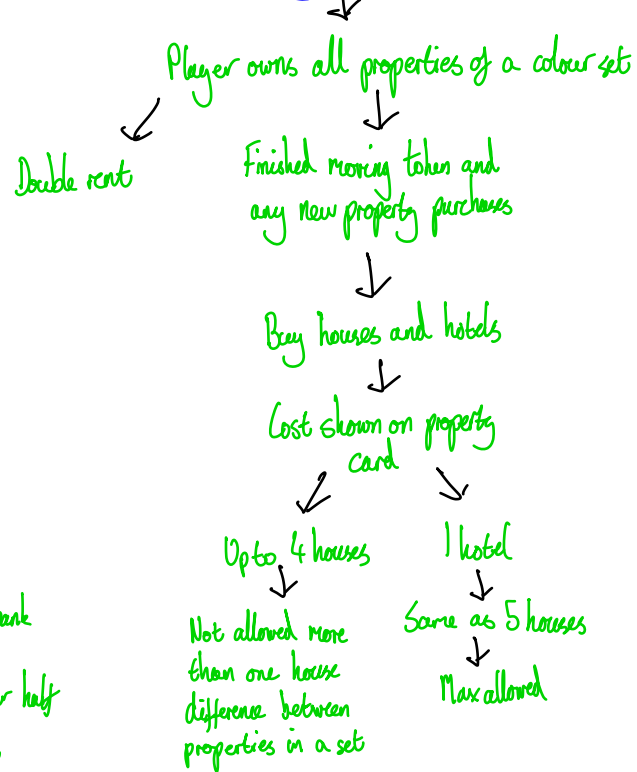 Player owns all properties of a colour set
Double rent
Finished moving token and
any new property purchases
Buy houses and hotels
Cost shown on property
card
Up to 4 houses
1 hotel
Not allowed more
than one house
difference between
properties in a set
Same as 5 houses
Max allowed
half